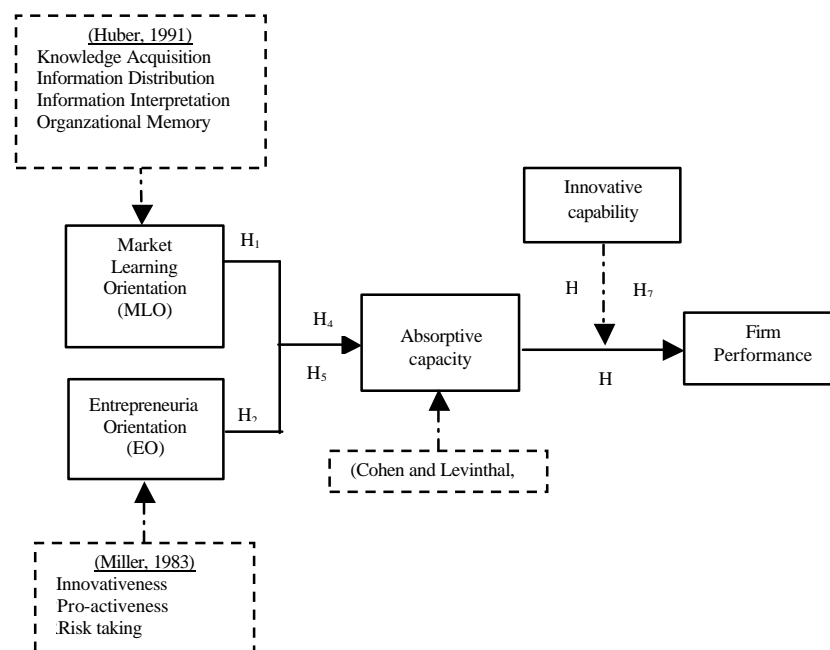 (Huber, 1991)
Knowledge Acquisition
Information Distribution
Information Interpretation
Organzational Memory
Innovative
capability
Market
Learning
Orientation
(MLO)
H₁
H
H₇
H₄
Absorptive
capacity
Firm
Performance
H₅
H
Entrepreneuria
Orientation
(EO)
H₂
(Cohen and Levinthal,
(Miller, 1983)
Innovativeness
Pro-activeness
Risk taking